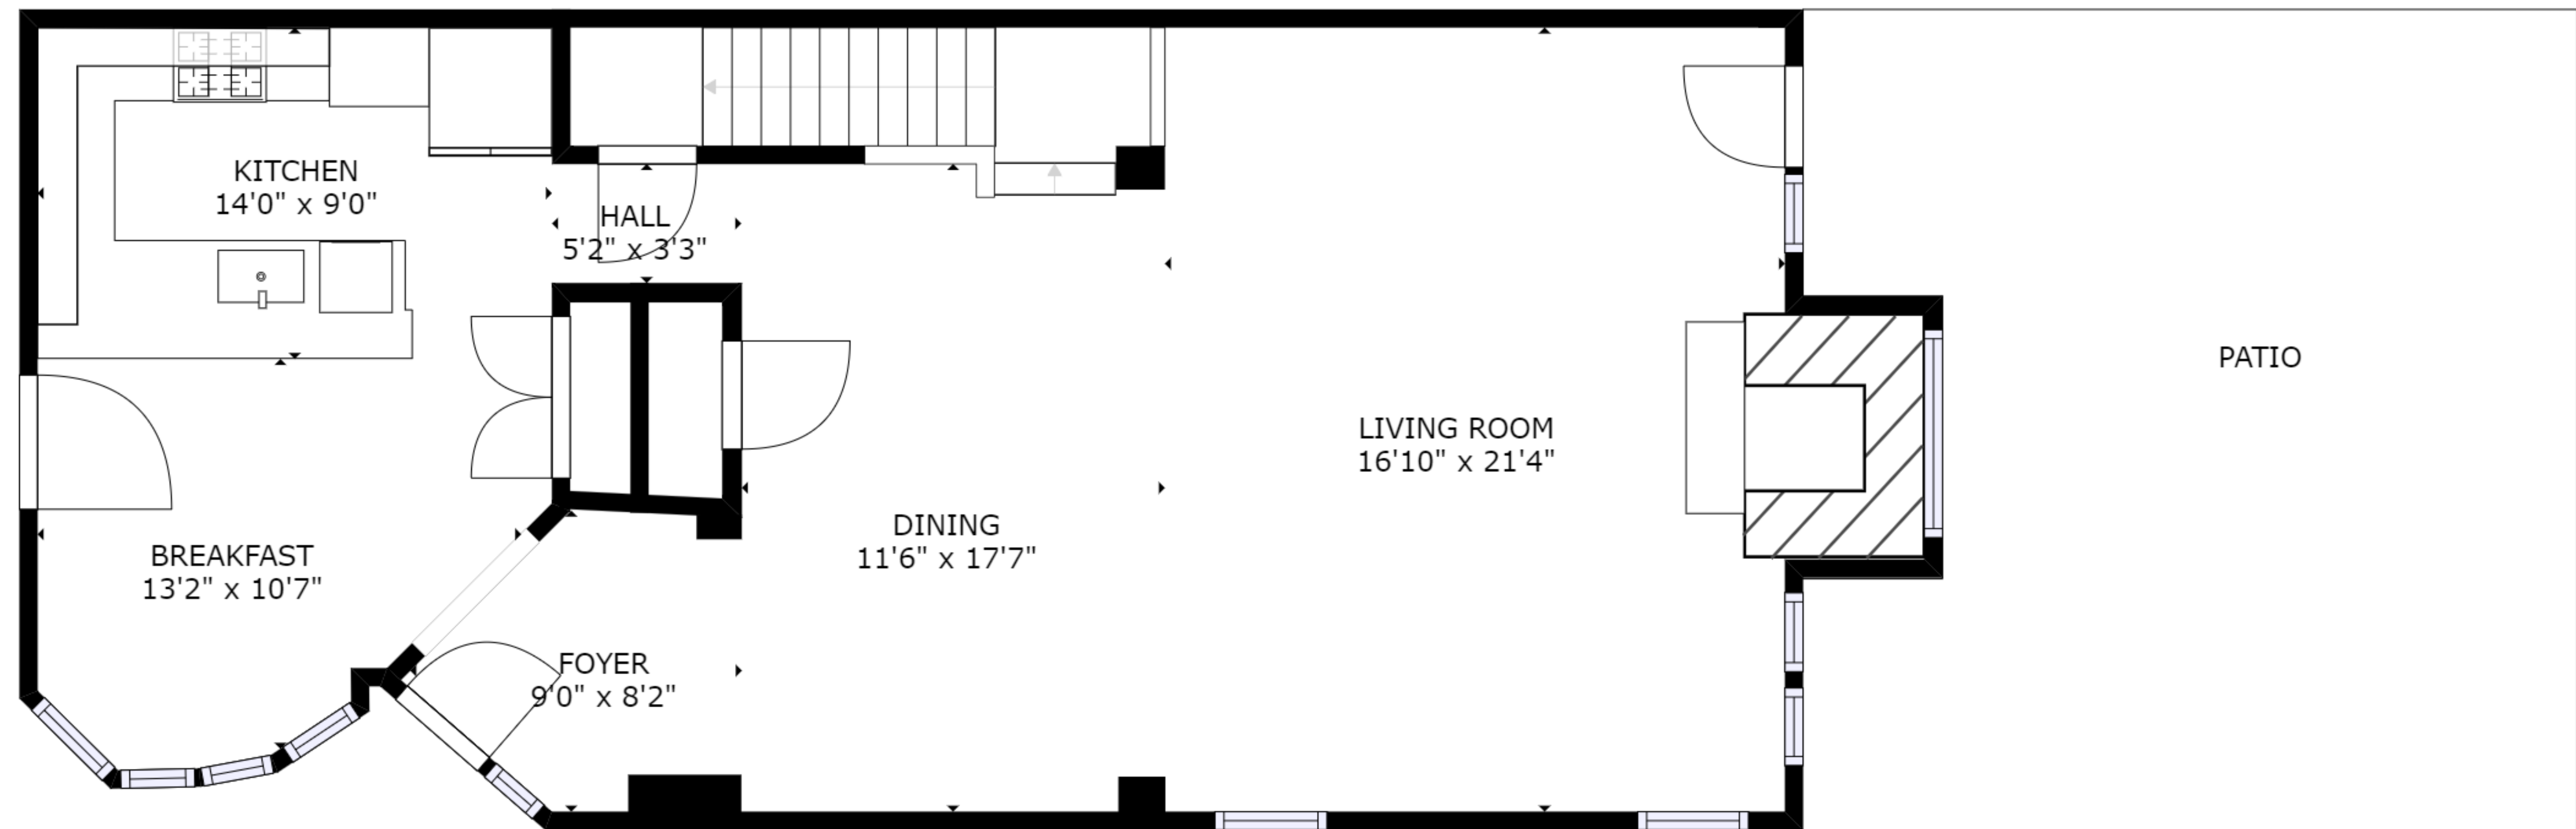 KITCHEN
14'0" x 9'0"
HALL
5'2" x 3'3"
PATIO
LIVING ROOM
16'10" x 21'4"
DINING
11'6" x 17'7"
BREAKFAST
13'2" x 10'7"
FOYER
9'0" x 8'2"